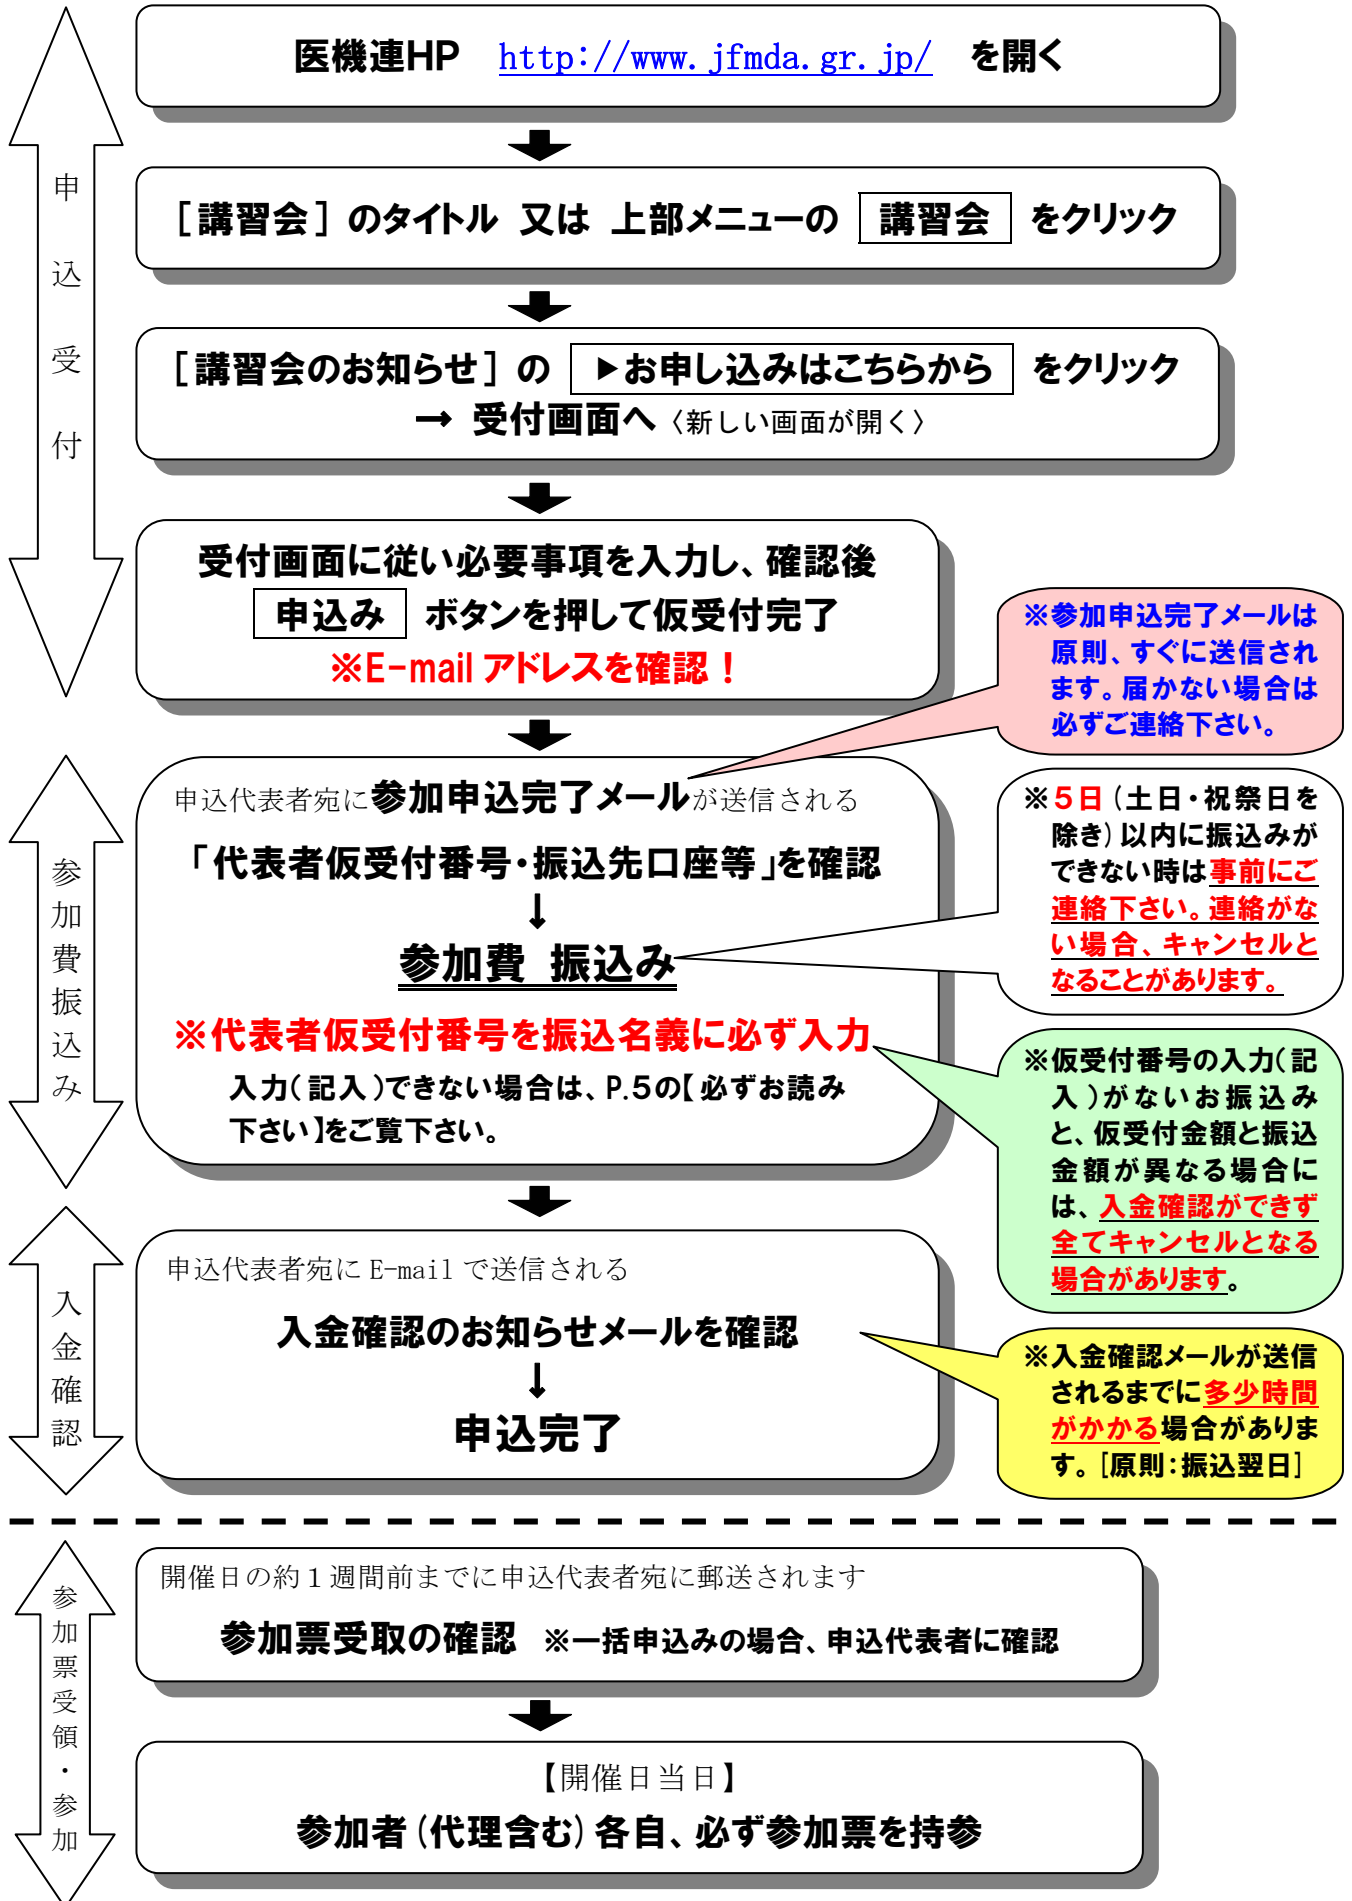 医機連HP　http://www.jfmda.gr.jp/　を開く
［講習会］のタイトル 又は 上部メニューの 講習会 をクリック
［講習会のお知らせ］の ▶お申し込みはこちらから をクリック
→ 受付画面へ〈新しい画面が開く〉
受付画面に従い必要事項を入力し、確認後
申込み ボタンを押して仮受付完了
※E-mailアドレスを確認！
申込受付
※参加申込完了メールは
原則、すぐに送信され
ます。届かない場合は
必ずご連絡下さい。
申込代表者宛に参加申込完了メールが送信される
「代表者仮受付番号・振込先口座等」を確認
↓
参加費 振込み
※代表者仮受付番号を振込名義に必ず入力
入力(記入)できない場合は、P.5の【必ずお読み
下さい】をご覧下さい。
参加費振込み
※5日(土日・祝祭日を
除き)以内に振込みが
できない時は事前にご
連絡下さい。連絡がな
い場合、キャンセルと
なることがあります。
※仮受付番号の入力(記
入)がないお振込み
と、仮受付金額と振込
金額が異なる場合に
は、入金確認ができず
全てキャンセルとなる
場合があります。
申込代表者宛に E-mail で送信される
入金確認のお知らせメールを確認
↓
申込完了
入金確認
※入金確認メールが送信
されるまでに多少時間
がかかる場合がありま
す。[原則：振込翌日]
開催日の約１週間前までに申込代表者宛に郵送されます
参加票受取の確認　※一括申込みの場合、申込代表者に確認
【開催日当日】
参加者(代理含む)各自、必ず参加票を持参
参加票受領・参加